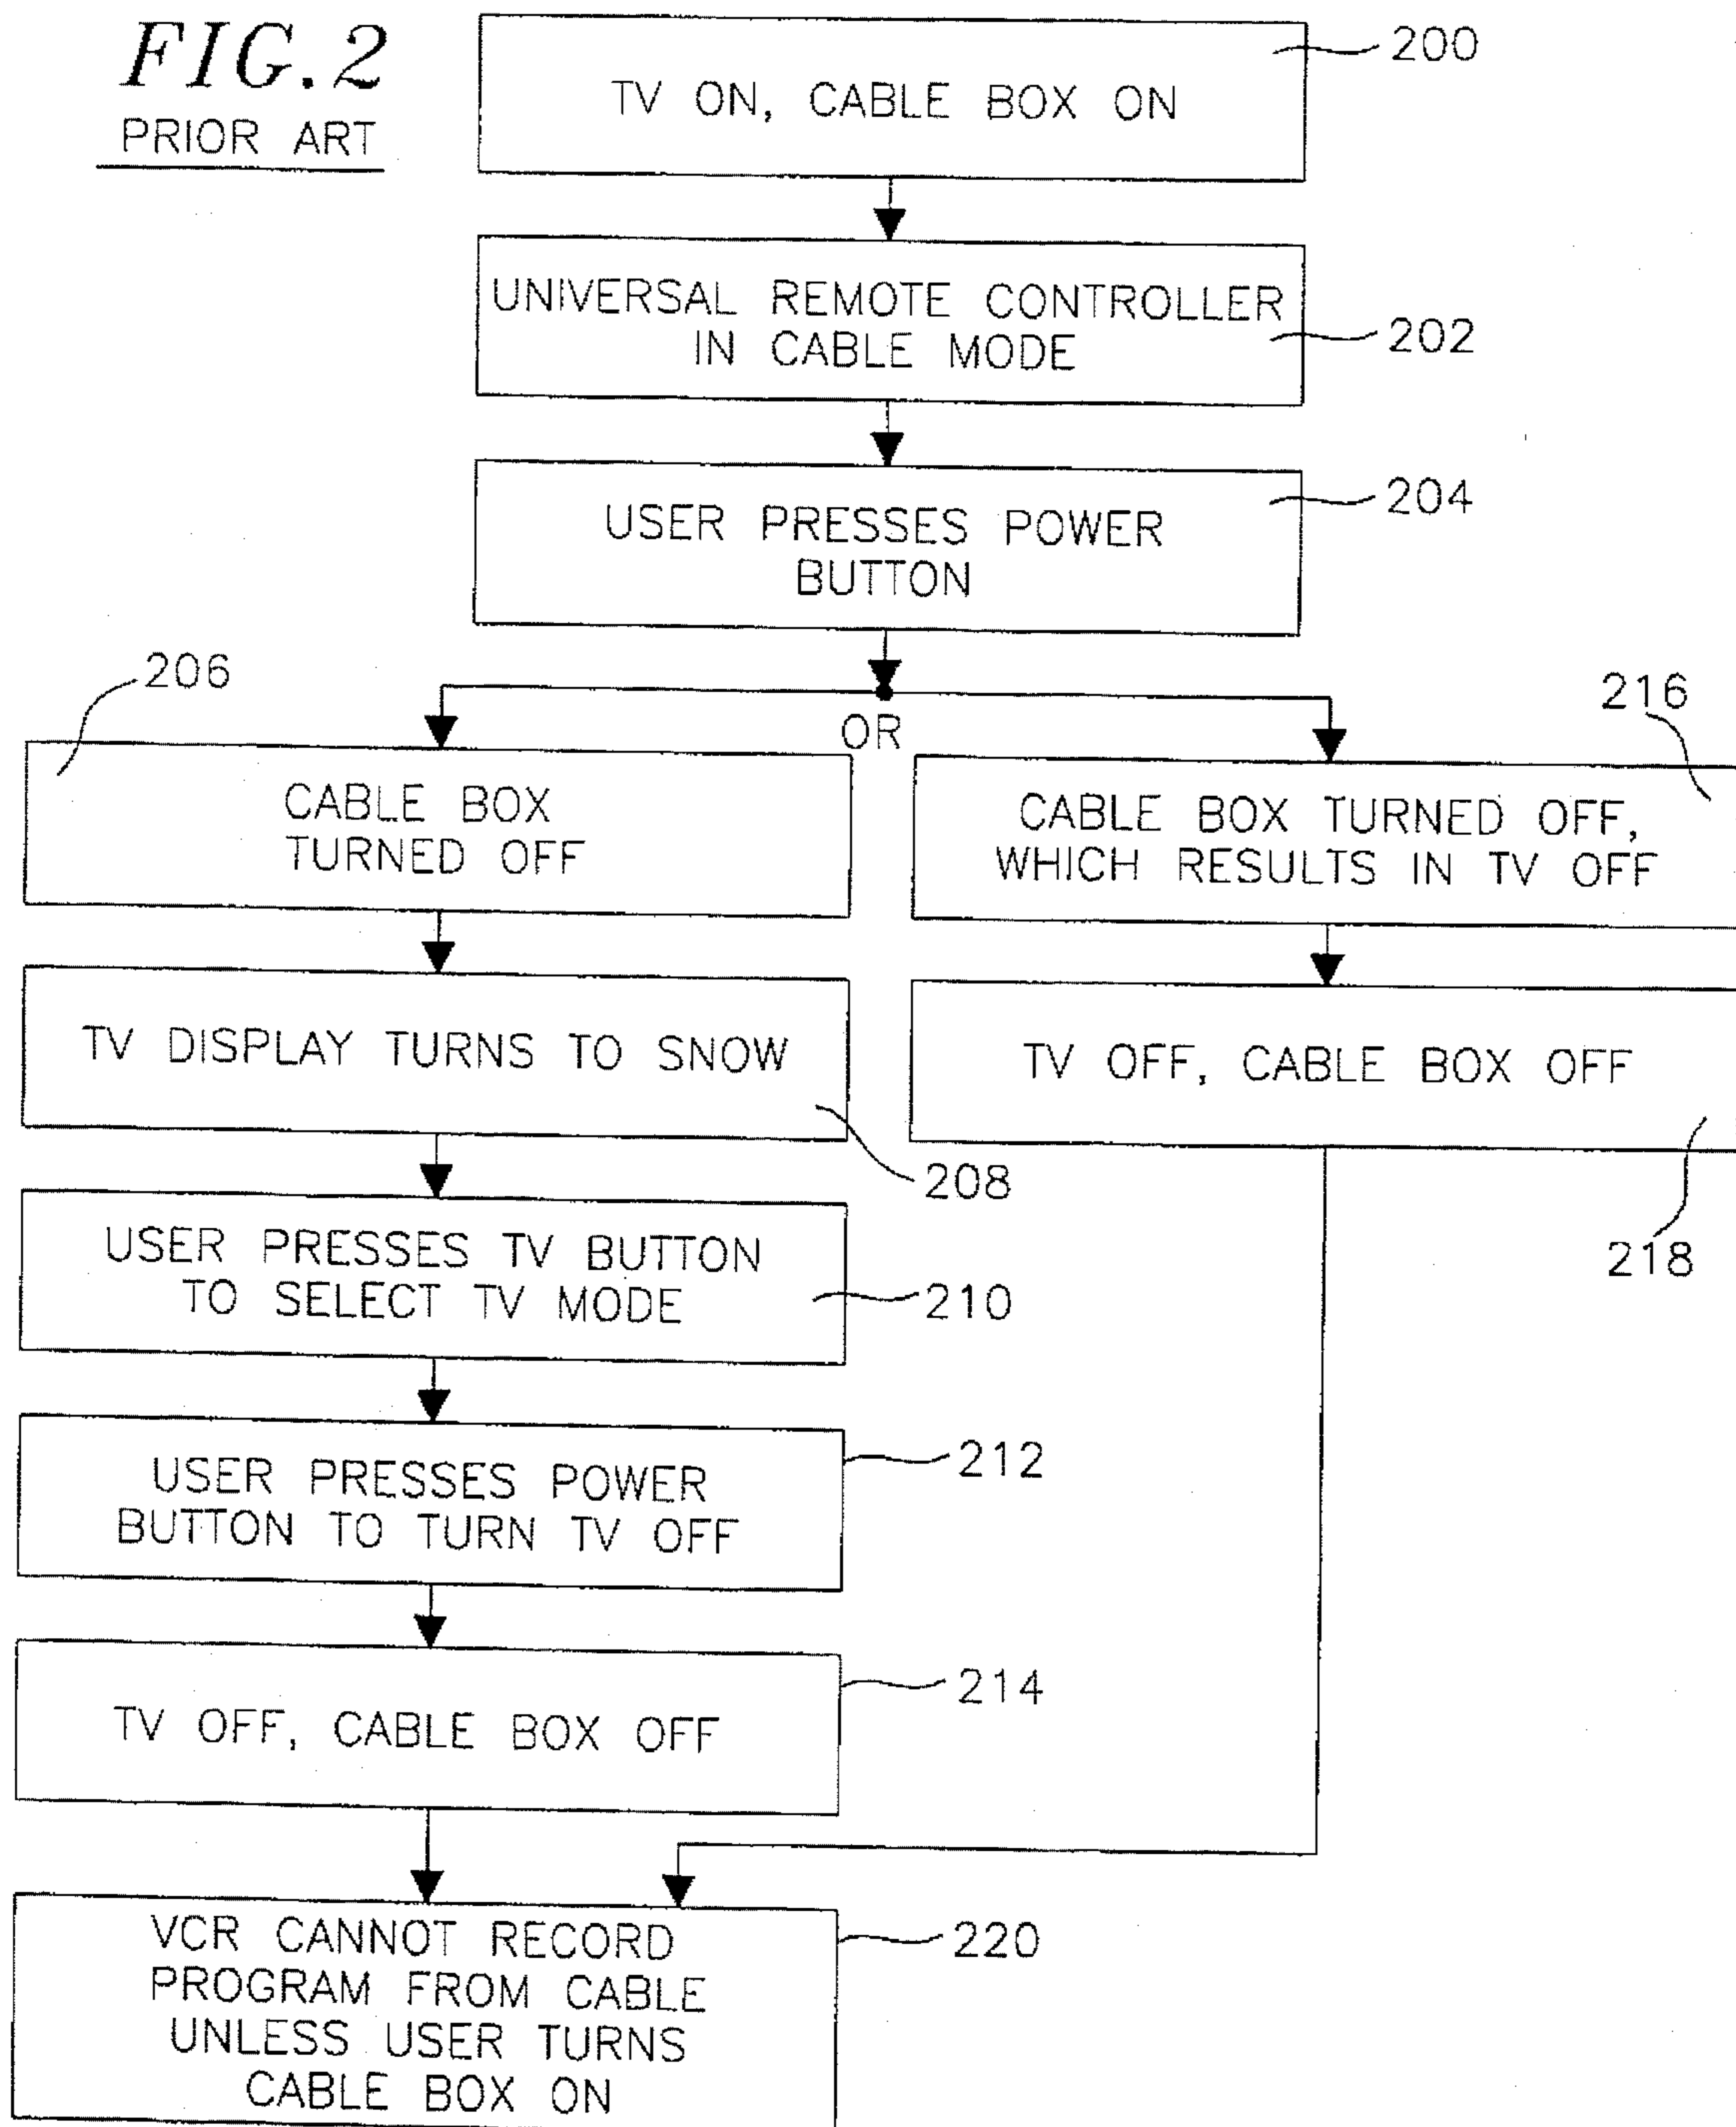 FIG.2
PRIOR ART
200
TV ON, CABLE BOX ON
UNIVERSAL REMOTE CONTROLLER
IN CABLE MODE
202
204
USER PRESSES POWER
BUTTON
206
OR
216
CABLE BOX
TURNED OFF
CABLE BOX TURNED OFF,
WHICH RESULTS IN TV OFF
TV DISPLAY TURNS TO SNOW
208
TV OFF, CABLE BOX OFF
218
USER PRESSES TV BUTTON
TO SELECT TV MODE
210
USER PRESSES POWER
BUTTON TO TURN TV OFF
212
214
TV OFF, CABLE BOX OFF
VCR CANNOT RECORD
PROGRAM FROM CABLE
UNLESS USER TURNS
CABLE BOX ON
220